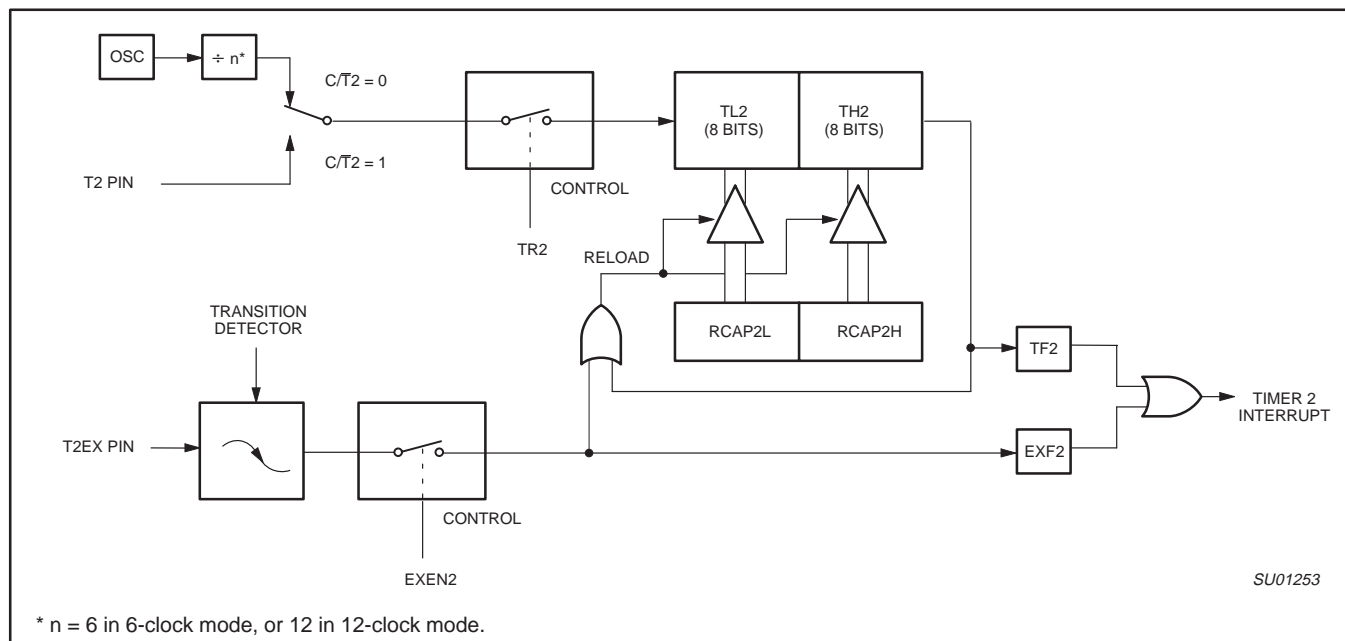 OSC
÷ n*
C/T̅2 = 0
C/T̅2 = 1
T2 PIN
TL2
(8 BITS)
TH2
(8 BITS)
CONTROL
TR2
RELOAD
TRANSITION
DETECTOR
RCAP2L
RCAP2H
TF2
TIMER 2
INTERRUPT
T2EX PIN
EXF2
CONTROL
EXEN2
SU01253
* n = 6 in 6-clock mode, or 12 in 12-clock mode.